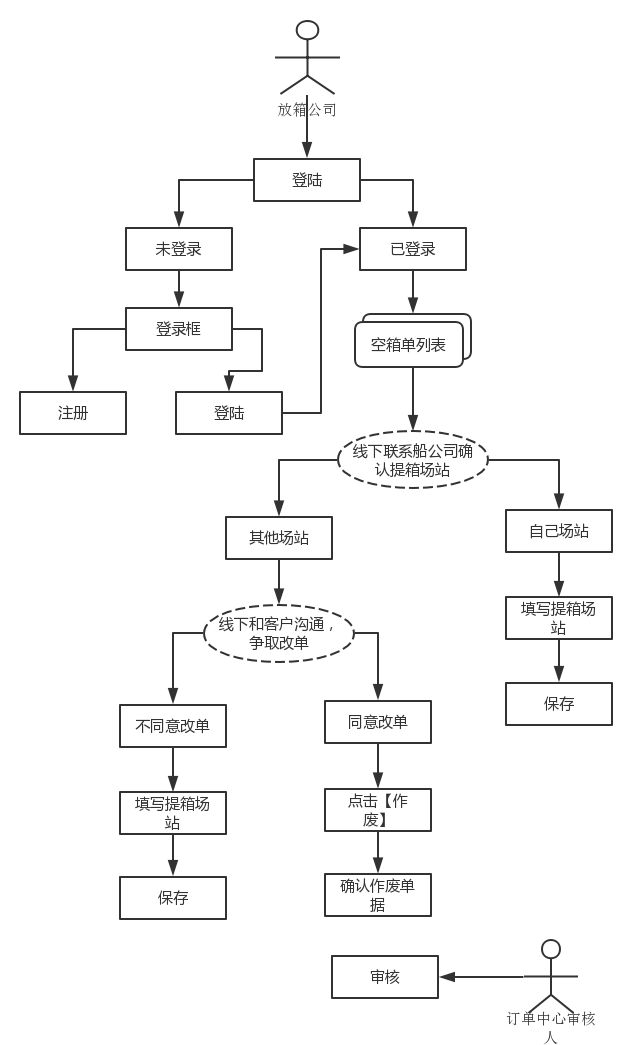 放箱公司
登陆
未登录
已登录
登录框
空箱单列表
注册
登陆
线下联系船公司确
认提箱场站
其他场站
自己场站
线下和客户沟通，
争取改单
填写提箱场
站
不同意改单
同意改单
保存
填写提箱场
站
点击【作
废】
保存
确认作废单
据
审核
订单中心审核
人